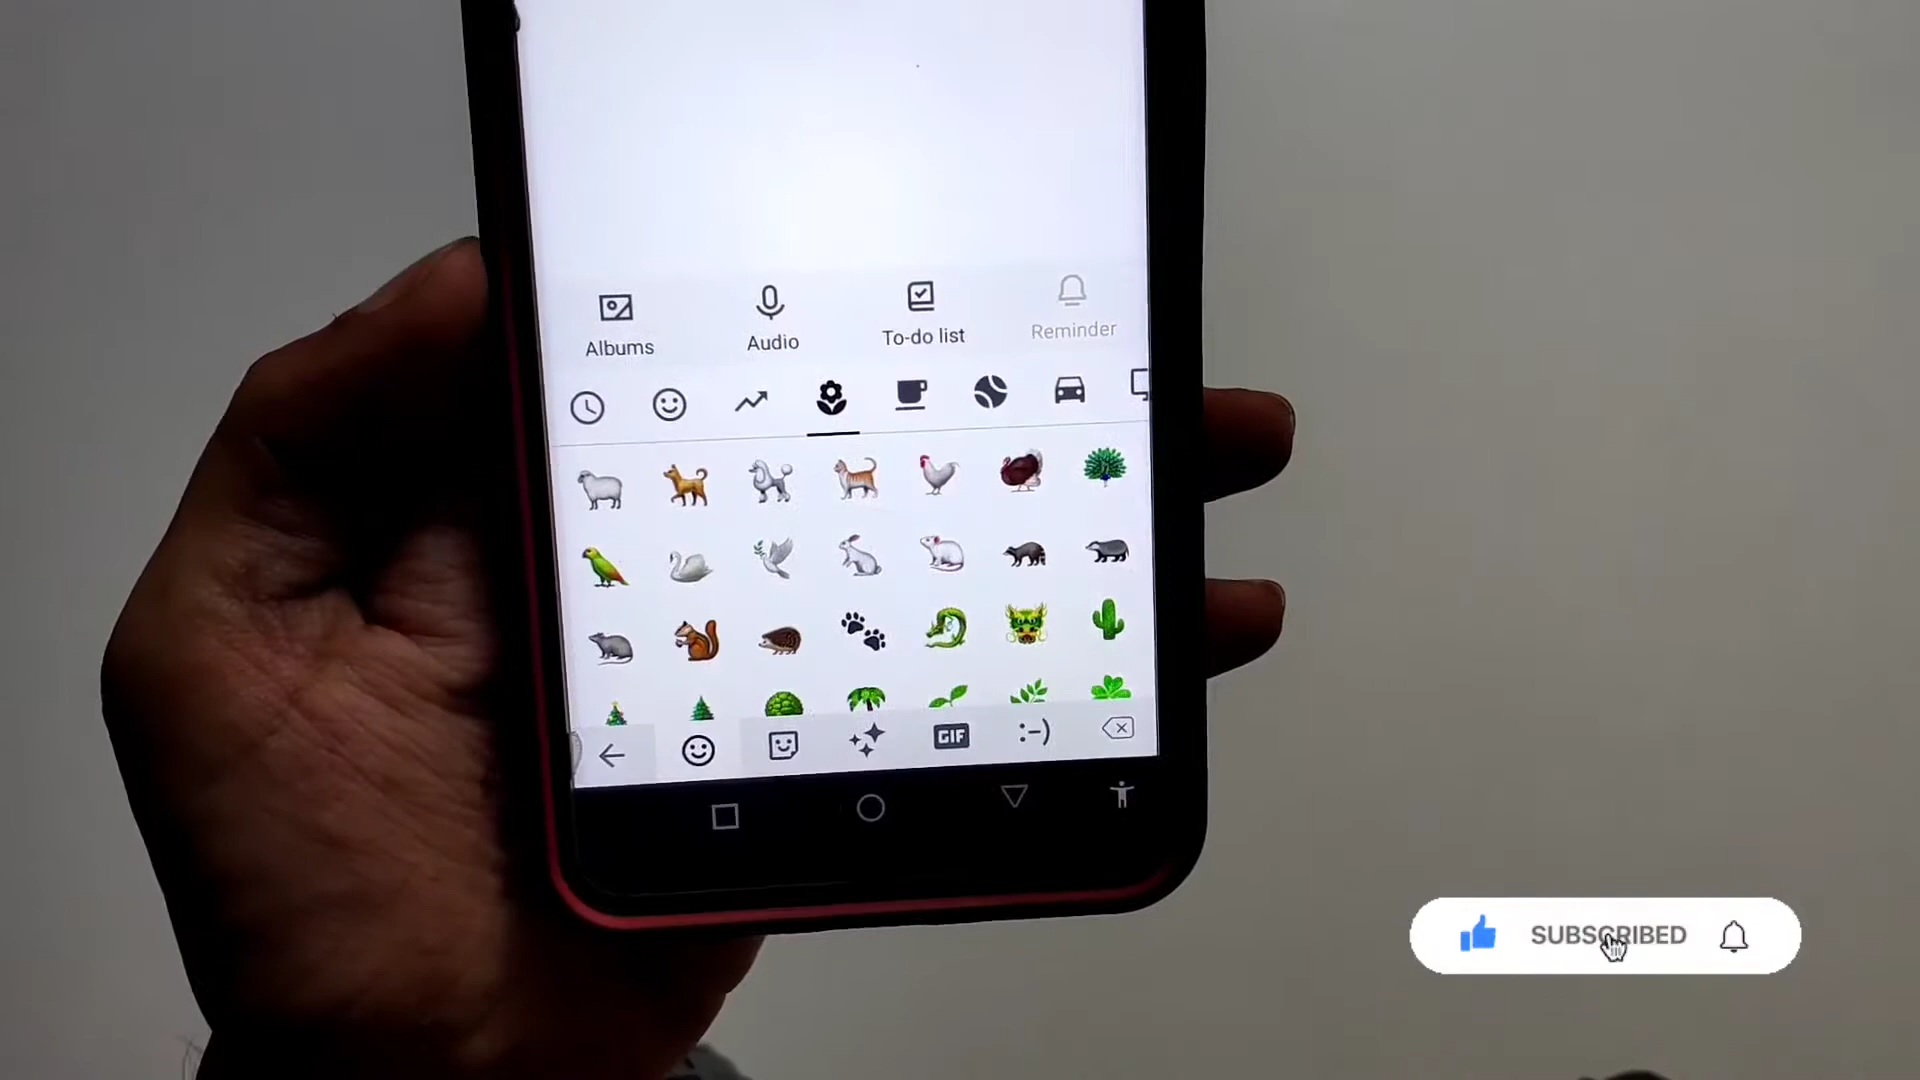 Albums
Audio
To-do list
Reminder
GIF
:-)
SUBSCRIBED